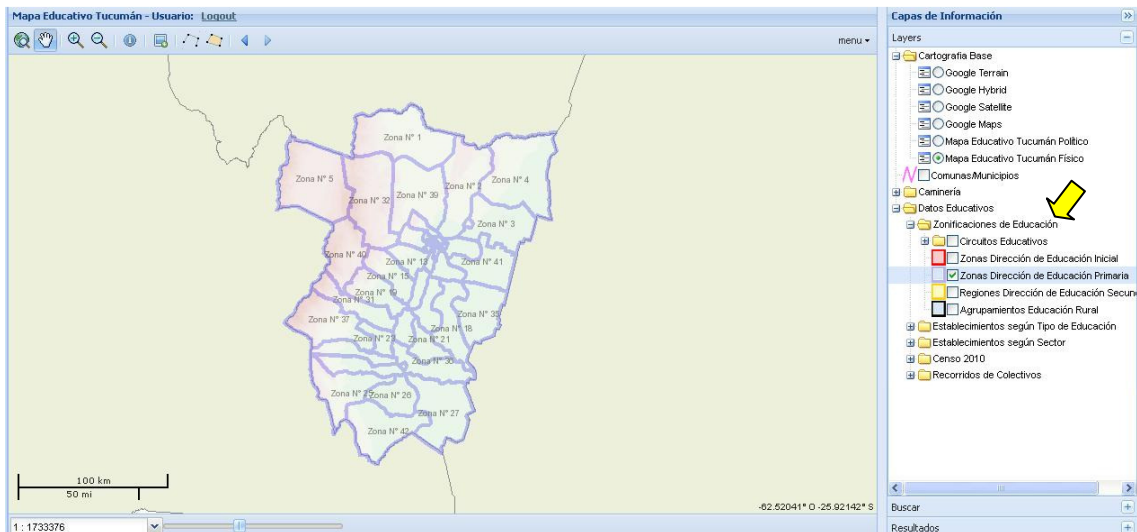 Mapa Educativo Tucumán - Usuario: Logout
menu
Zona N° 1
Zona N° 5
Zona N° 32
Zona N° 39
Zona N° 2
Zona N° 4
Zona N° 3
Zona N° 40
Zona N° 13
Zona N° 41
Zona N° 15
Zona N° 19
Zona N° 31
Zona N° 37
Zona N° 35
Zona N° 18
Zona N° 23
Zona N° 21
Zona N° 30
Zona N° 25
Zona N° 26
Zona N° 27
Zona N° 42
100 km
50 mi
-62.52041° O -25.92142° S
1 : 1733376
Capas de Información
Layers
Cartografia Base
Google Terrain
Google Hybrid
Google Satellite
Google Maps
Mapa Educativo Tucumán Político
Mapa Educativo Tucumán Físico
Comunas/Municipios
Caminería
Datos Educativos
Zonificaciones de Educación
Circuitos Educativos
Zonas Dirección de Educación Inicial
Zonas Dirección de Educación Primaria
Regiones Dirección de Educación Secun
Agrupamientos Educación Rural
Establecimientos según Tipo de Educación
Establecimientos según Sector
Censo 2010
Recorridos de Colectivos
Buscar
Resultados